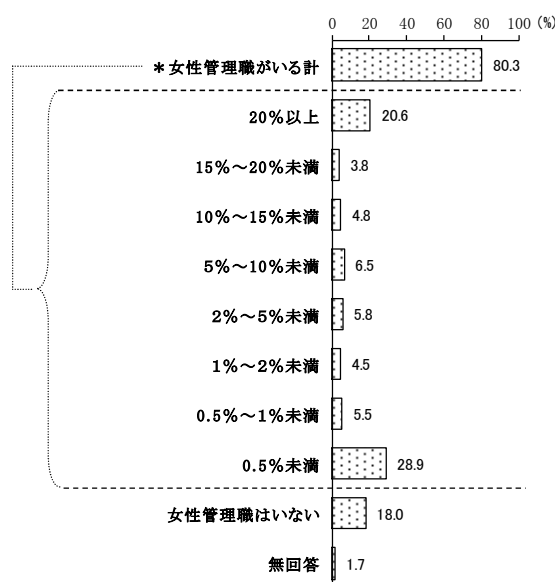 0 20 40 60 80 100 (%)
＊女性管理職がいる計 80.3
20%以上 20.6
15%～20%未満 3.8
10%～15%未満 4.8
5%～10%未満 6.5
2%～5%未満 5.8
1%～2%未満 4.5
0.5%～1%未満 5.5
0.5%未満 28.9
女性管理職はいない 18.0
無回答 1.7